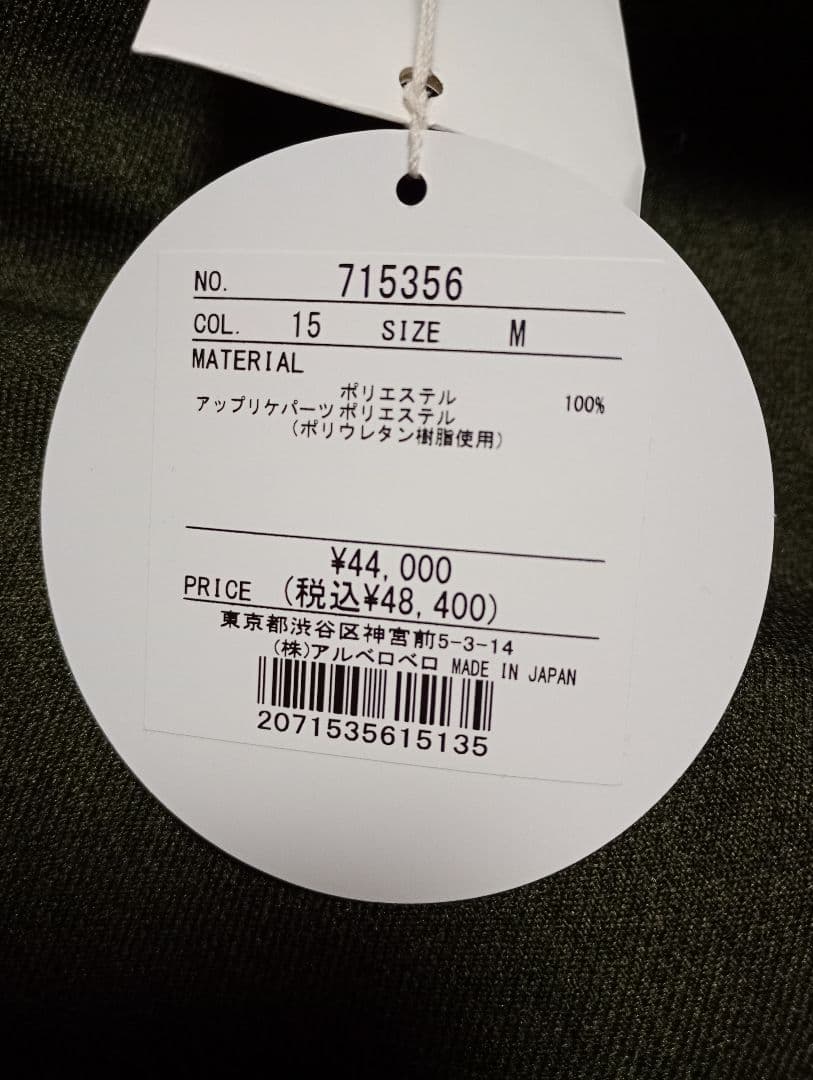 NO. 715356
COL. 15 SIZE M
MATERIAL
ポリエステル 100%
アップリケパーツポリエステル
(ポリウレタン樹脂使用)
¥44,000
PRICE (税込¥48,400)
東京都渋谷区神宮前5-3-14
(株)アルベロベロ MADE IN JAPAN
2071535615135